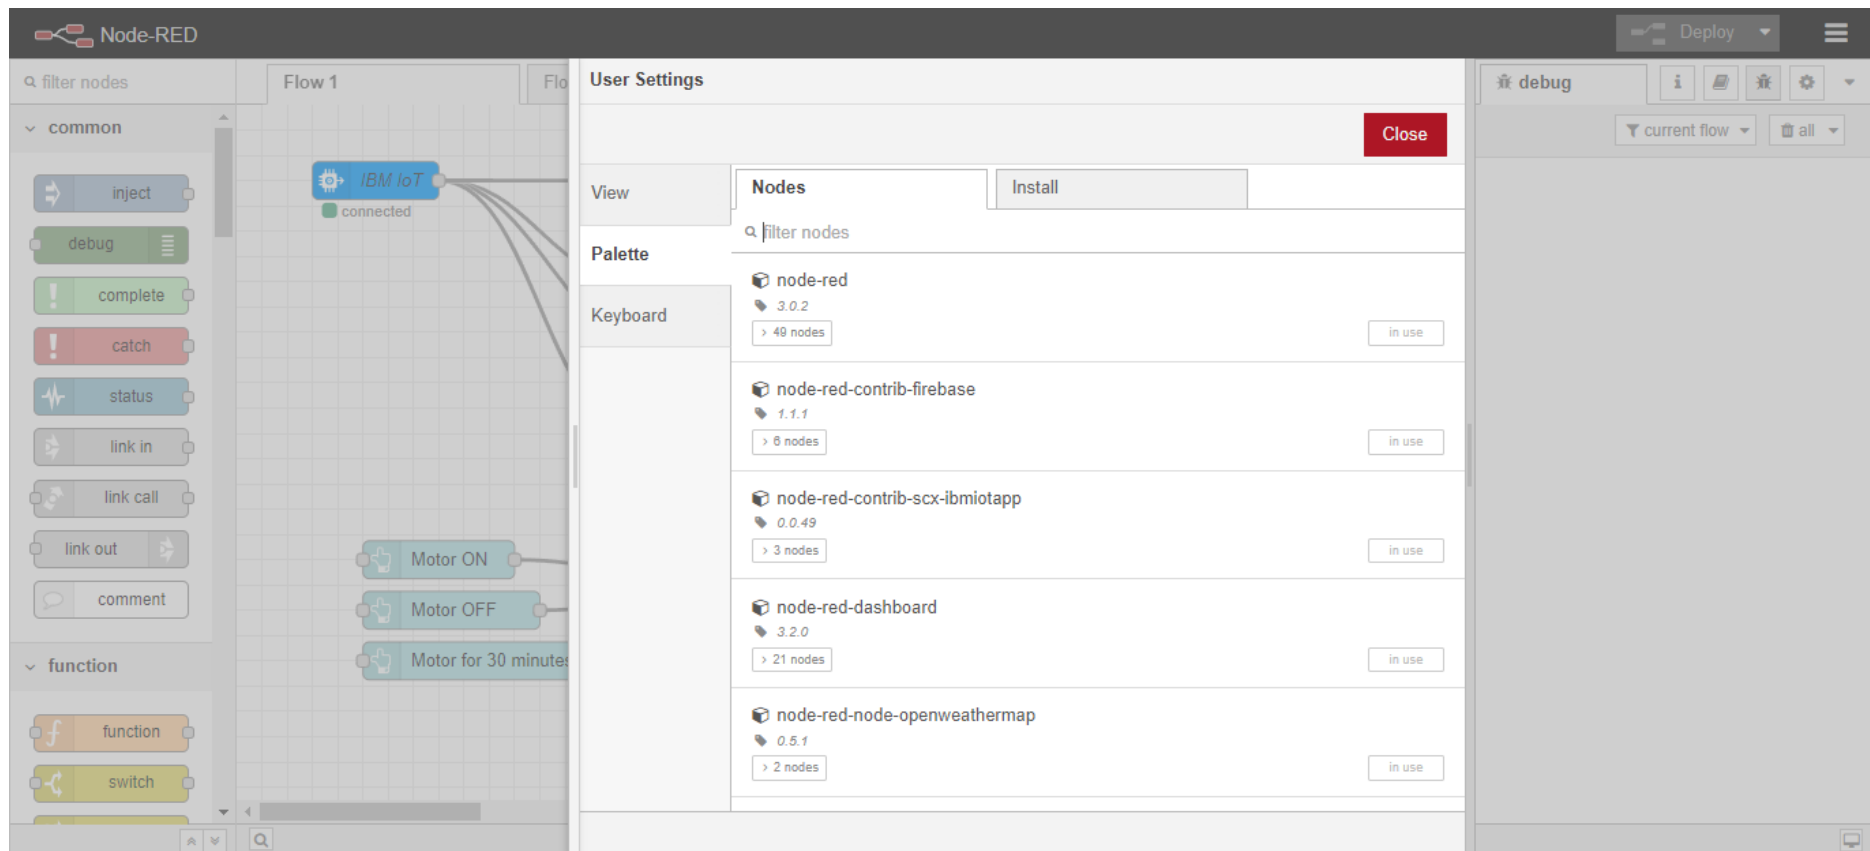 Node-RED
Deploy
filter nodes
common
inject
debug
complete
catch
status
link in
link call
link out
comment
function
function
switch
Flow 1
Flo
IBM IoT
connected
Motor ON
Motor OFF
Motor for 30 minutes
User Settings
Close
View
Palette
Keyboard
Nodes
Install
filter nodes
node-red
3.0.2
> 49 nodes
in use
node-red-contrib-firebase
1.1.1
> 6 nodes
in use
node-red-contrib-scx-ibmiotapp
0.0.49
> 3 nodes
in use
node-red-dashboard
3.2.0
> 21 nodes
in use
node-red-node-openweathermap
0.5.1
> 2 nodes
in use
debug
i
current flow
all